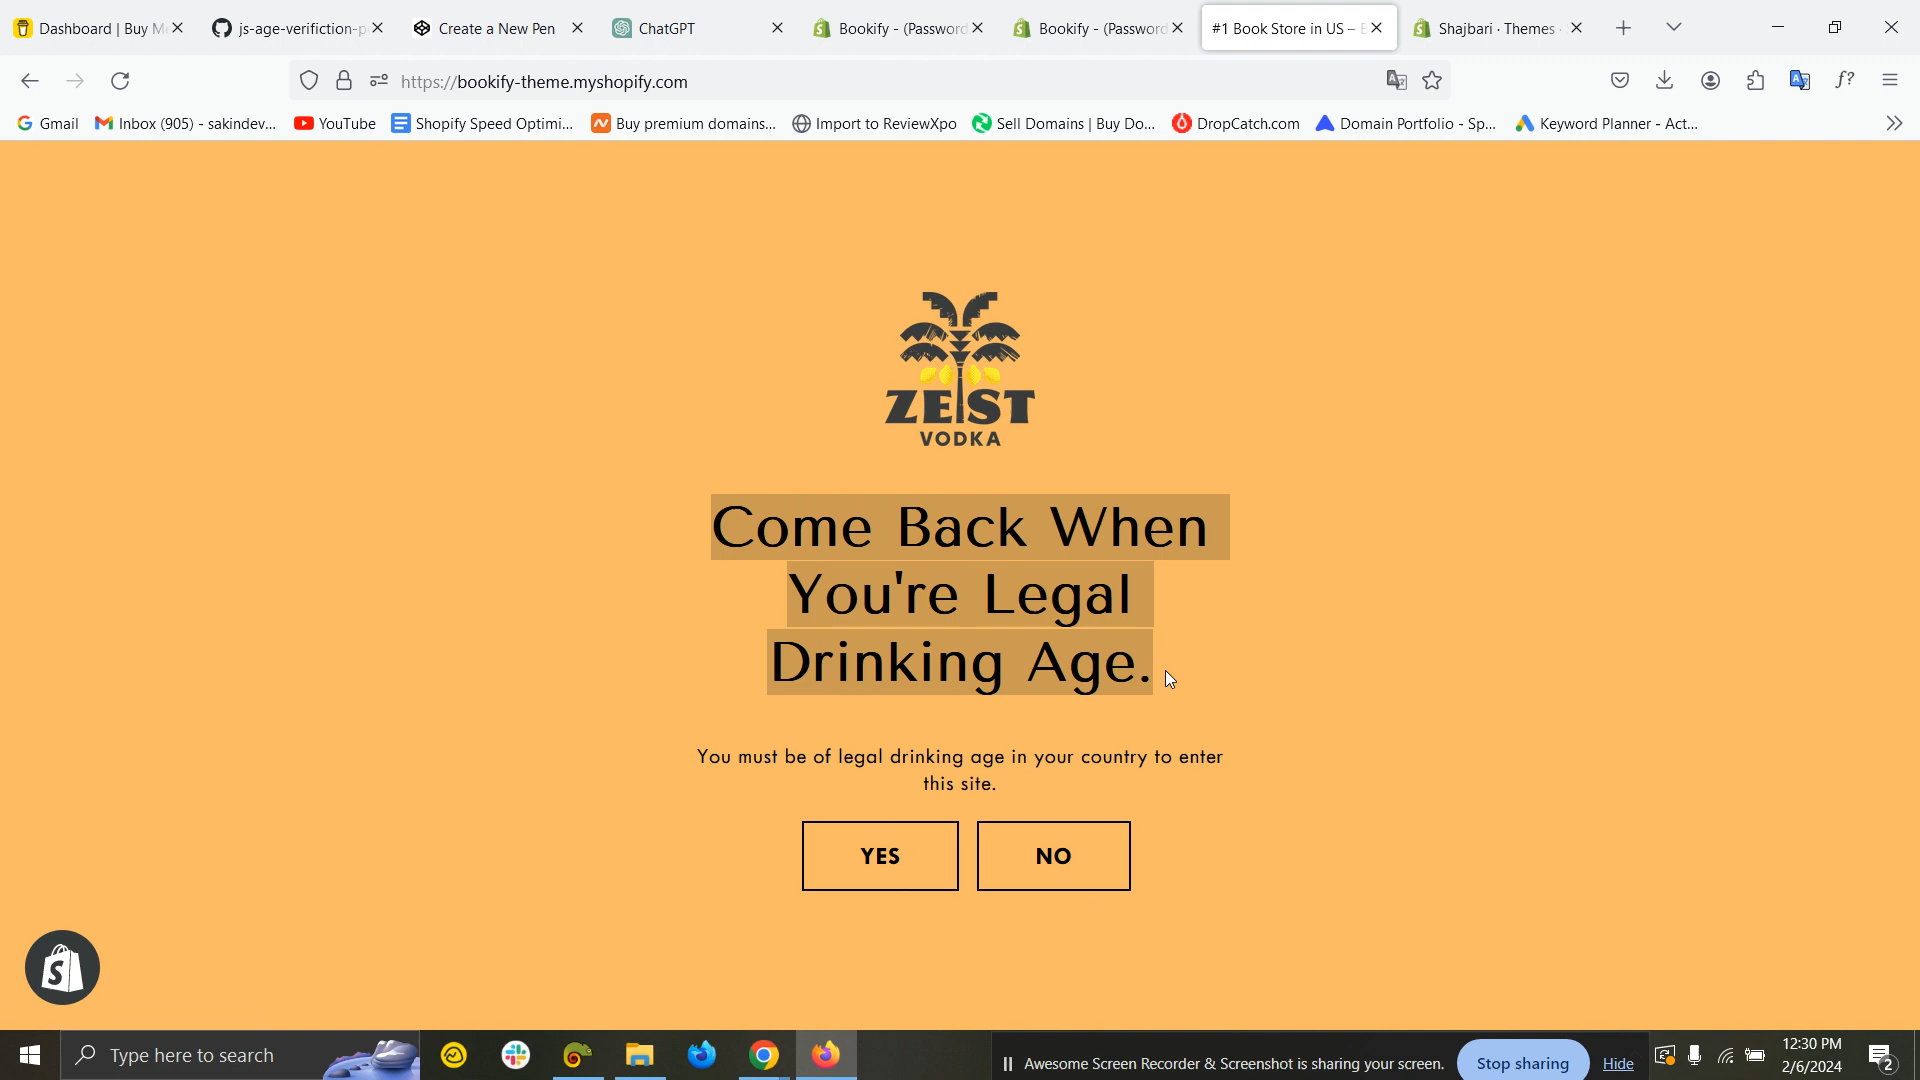 Dashboard | Buy M
js-age-verifiction-p
Create a New Pen
ChatGPT
Bookify - (Password
Bookify - (Password
#1 Book Store in US –
Shajbari · Themes ·
https://bookify-theme.myshopify.com
Gmail
Inbox (905) - sakindev...
YouTube
Shopify Speed Optimi...
Buy premium domains...
Import to ReviewXpo
Sell Domains | Buy Do...
DropCatch.com
Domain Portfolio - Sp...
Keyword Planner - Act...
ZEIST
VODKA
Come Back When
You're Legal
Drinking Age.
You must be of legal drinking age in your country to enter
this site.
YES
NO
Type here to search
Awesome Screen Recorder & Screenshot is sharing your screen.
Stop sharing
Hide
12:30 PM
2/6/2024
2